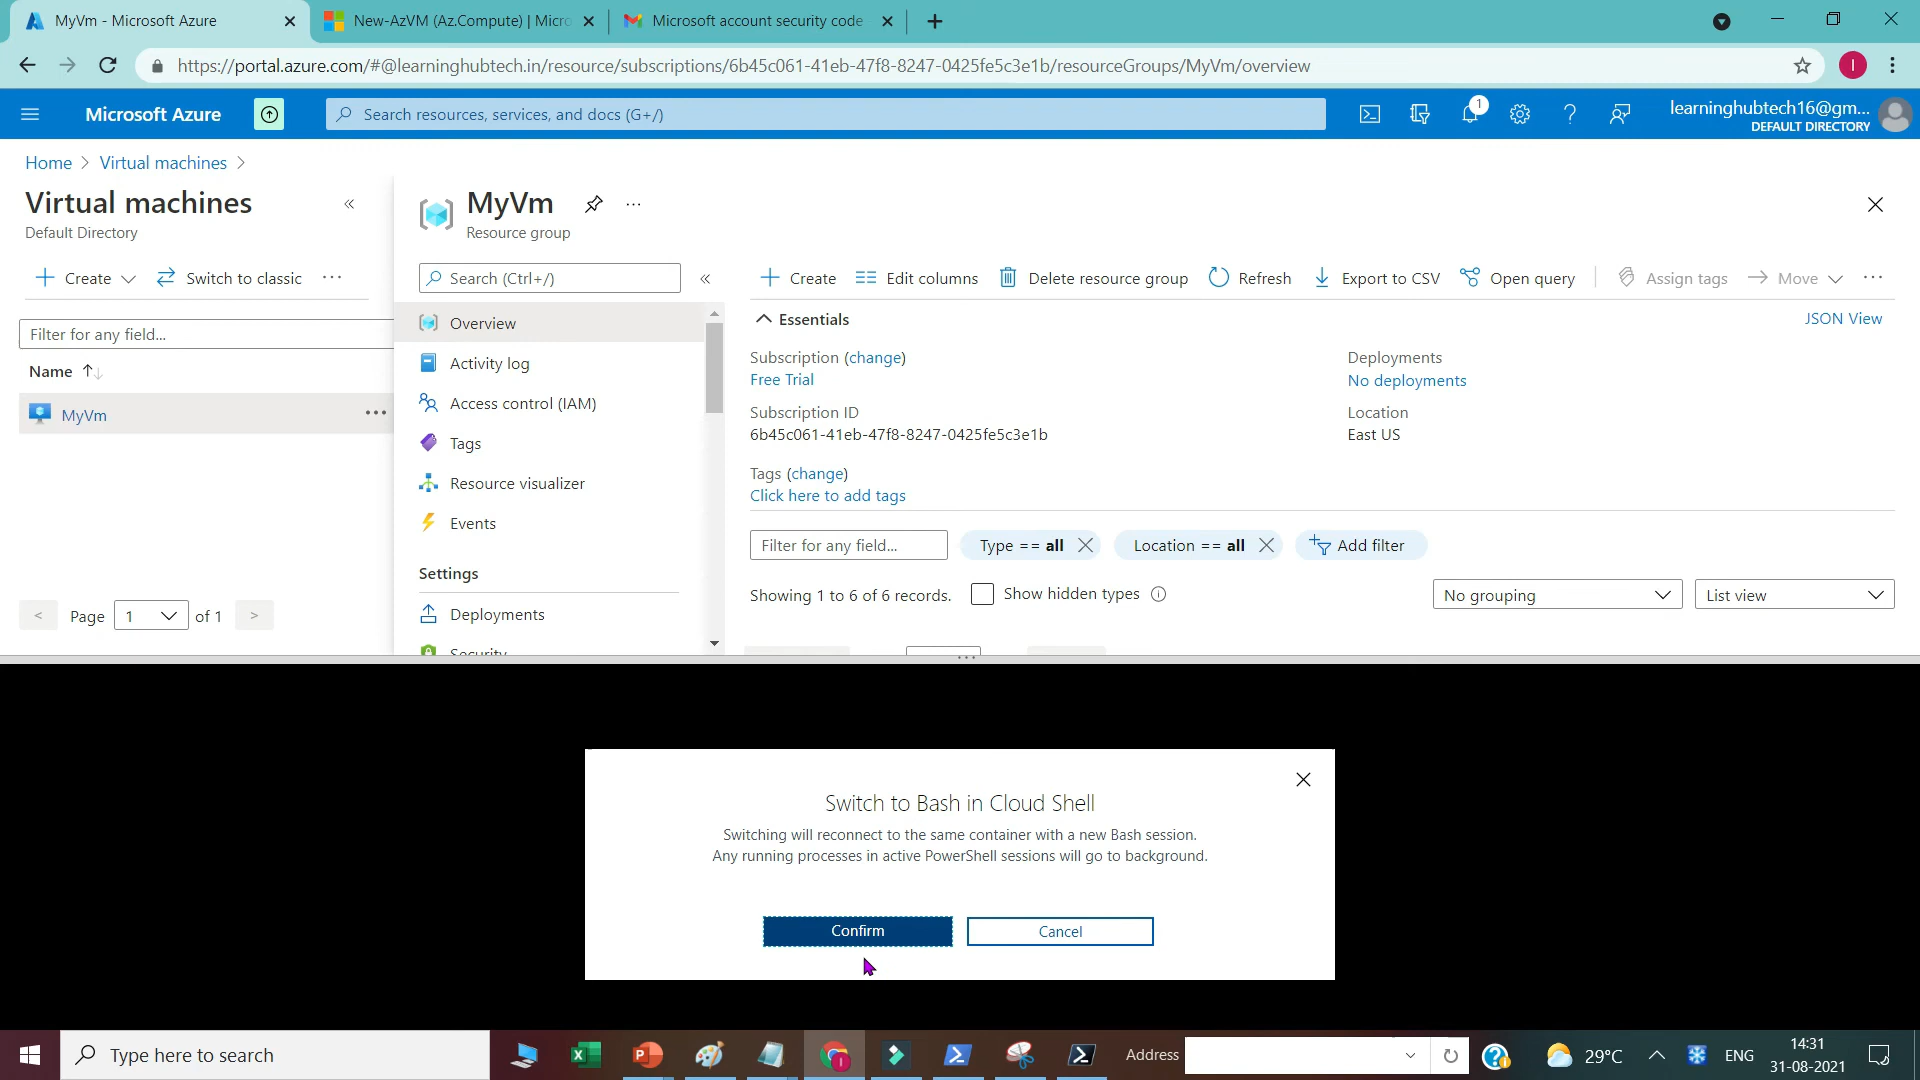 MyVm - Microsoft Azure
New-AzVM (Az.Compute) | Micro
Microsoft account security code
https://portal.azure.com/#@learninghubtech.in/resource/subscriptions/6b45c061-41eb-47f8-8247-0425fe5c3e1b/resourceGroups/MyVm/overview
I
Microsoft Azure
Search resources, services, and docs (G+/)
1
learninghubtech16@gm...
DEFAULT DIRECTORY
Home > Virtual machines >
Virtual machines
Default Directory
Create
Switch to classic
Filter for any field...
Name
MyVm
< Page 1 of 1 >
MyVm
Resource group
Search (Ctrl+/)
Overview
Activity log
Access control (IAM)
Tags
Resource visualizer
Events
Settings
Deployments
Security
Create
Edit columns
Delete resource group
Refresh
Export to CSV
Open query
Assign tags
Move
Essentials
JSON View
Subscription (change)
Free Trial
Subscription ID
6b45c061-41eb-47f8-8247-0425fe5c3e1b
Tags (change)
Click here to add tags
Deployments
No deployments
Location
East US
Filter for any field...
Type == all
Location == all
Add filter
Showing 1 to 6 of 6 records.
Show hidden types
No grouping
List view
Switch to Bash in Cloud Shell
Switching will reconnect to the same container with a new Bash session.
Any running processes in active PowerShell sessions will go to background.
Confirm
Cancel
Type here to search
Address
29°C
ENG
14:31
31-08-2021